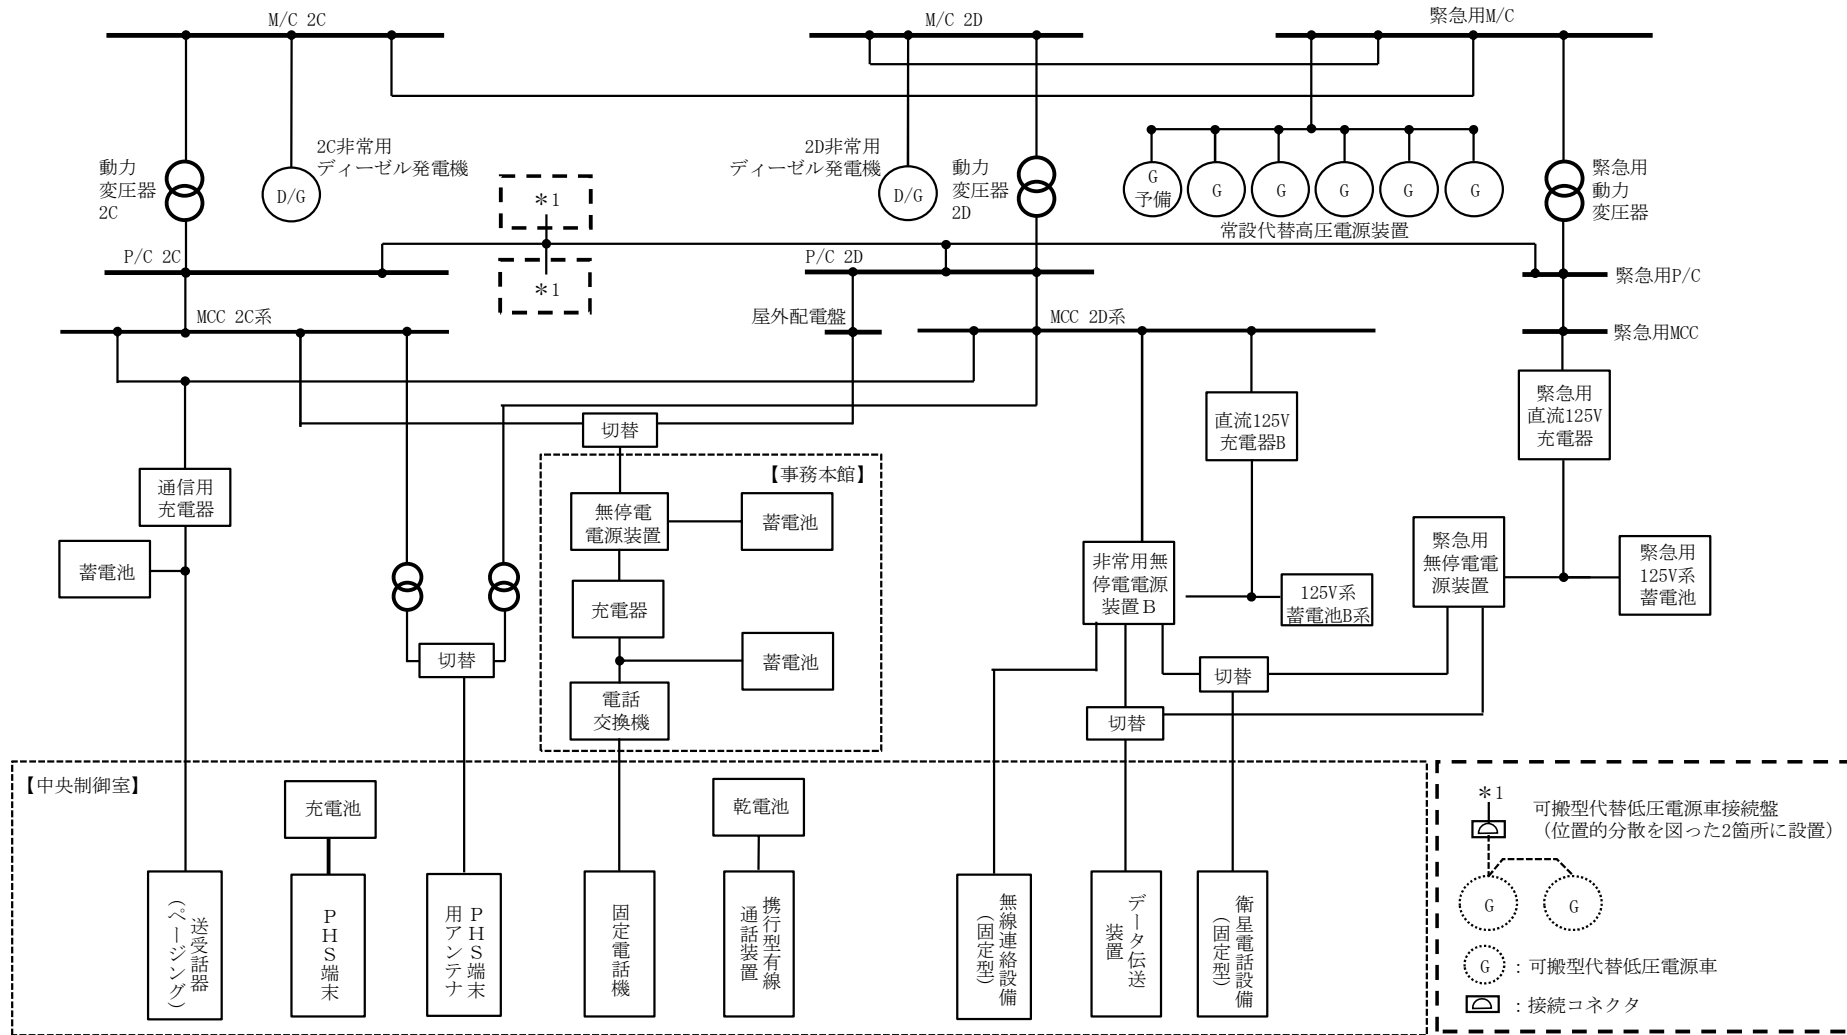 M/C 2C
M/C 2D
緊急用M/C
2C非常用
ディーゼル発電機
2D非常用
ディーゼル発電機
動力
変圧器
2C
D/G
D/G
動力
変圧器
2D
G
予備
G
G
G
G
G
常設代替高圧電源装置
緊急用
動力
変圧器
＊1
＊1
P/C 2C
P/C 2D
緊急用P/C
MCC 2C系
屋外配電盤
MCC 2D系
緊急用MCC
切替
直流125V
充電器B
緊急用
直流125V
充電器
【事務本館】
通信用
充電器
無停電
電源装置
蓄電池
蓄電池
充電器
蓄電池
電話
交換機
切替
非常用無
停電電源
装置Ｂ
125V系
蓄電池B系
緊急用
無停電電
源装置
緊急用
125V系
蓄電池
切替
切替
【中央制御室】
充電池
乾電池
送受話器
（ページング）
ＰＨＳ端末
ＰＨＳ端末
用アンテナ
固定電話機
携行型有線
通話装置
無線連絡設備
（固定型）
データ伝送
装置
衛星電話設備
（固定型）
＊1
可搬型代替低圧電源車接続盤
（位置的分散を図った2箇所に設置）
G
G
G
：可搬型代替低圧電源車
：接続コネクタ